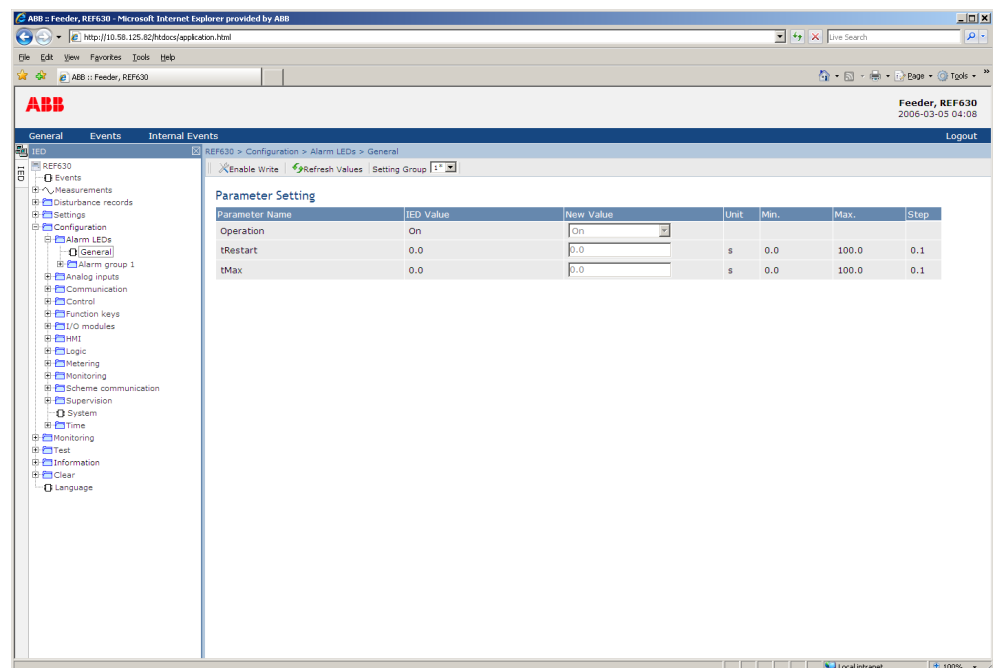 ABB :: Feeder, REF630 - Microsoft Internet Explorer provided by ABB
http://10.58.125.82/htdocs/application.html
Live Search
File Edit View Favorites Tools Help
ABB :: Feeder, REF630
Page Tools »
ABB
Feeder, REF630
2006-03-05 04:08
General Events Internal Events Logout
IED
IED
REF630 > Configuration > Alarm LEDs > General
Enable Write Refresh Values Setting Group 1*
REF630
Events
Measurements
Disturbance records
Settings
Configuration
Alarm LEDs
General
Alarm group 1
Analog inputs
Communication
Control
Function keys
I/O modules
HMI
Logic
Metering
Monitoring
Scheme communication
Supervision
System
Time
Monitoring
Test
Information
Clear
Language
Parameter Setting
Parameter Name IED Value New Value Unit Min. Max. Step
Operation On On
tRestart 0.0 0.0 s 0.0 100.0 0.1
tMax 0.0 0.0 s 0.0 100.0 0.1
Local intranet 100%